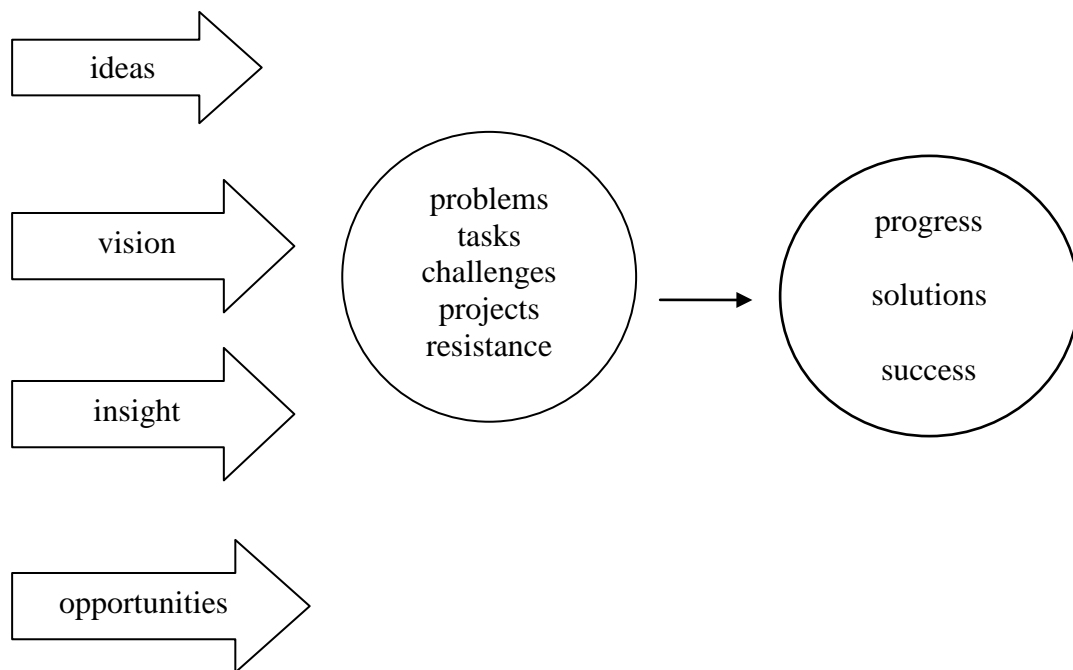 ideas
vision
insight
opportunities
problems
tasks
challenges
projects
resistance
progress
solutions
success